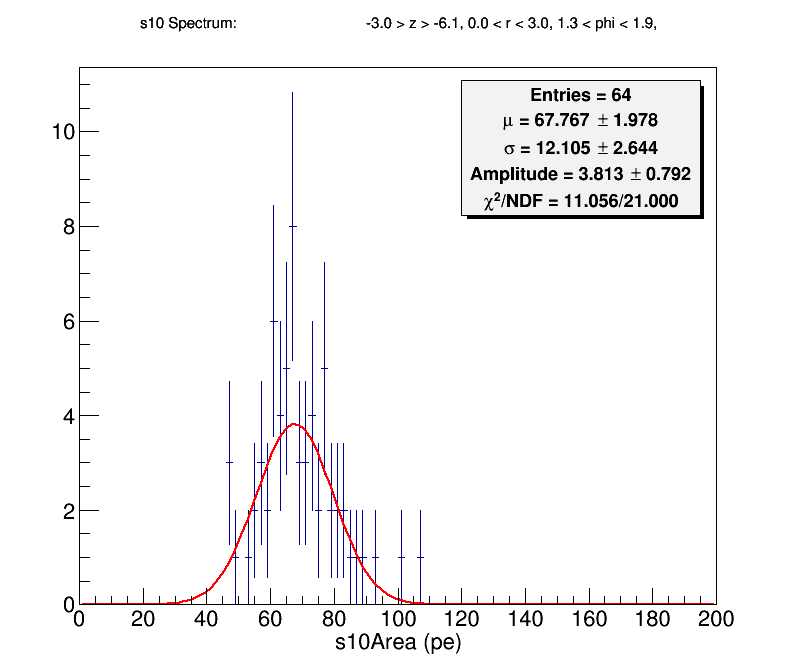 s10 Spectrum: -3.0 > z > -6.1, 0.0 < r < 3.0, 1.3 < phi < 1.9,
Entries = 64
μ = 67.767 ± 1.978
σ = 12.105 ± 2.644
Amplitude = 3.813 ± 0.792
χ²/NDF = 11.056/21.000
10
8
6
4
2
0
0 20 40 60 80 100 120 140 160 180 200
s10Area (pe)